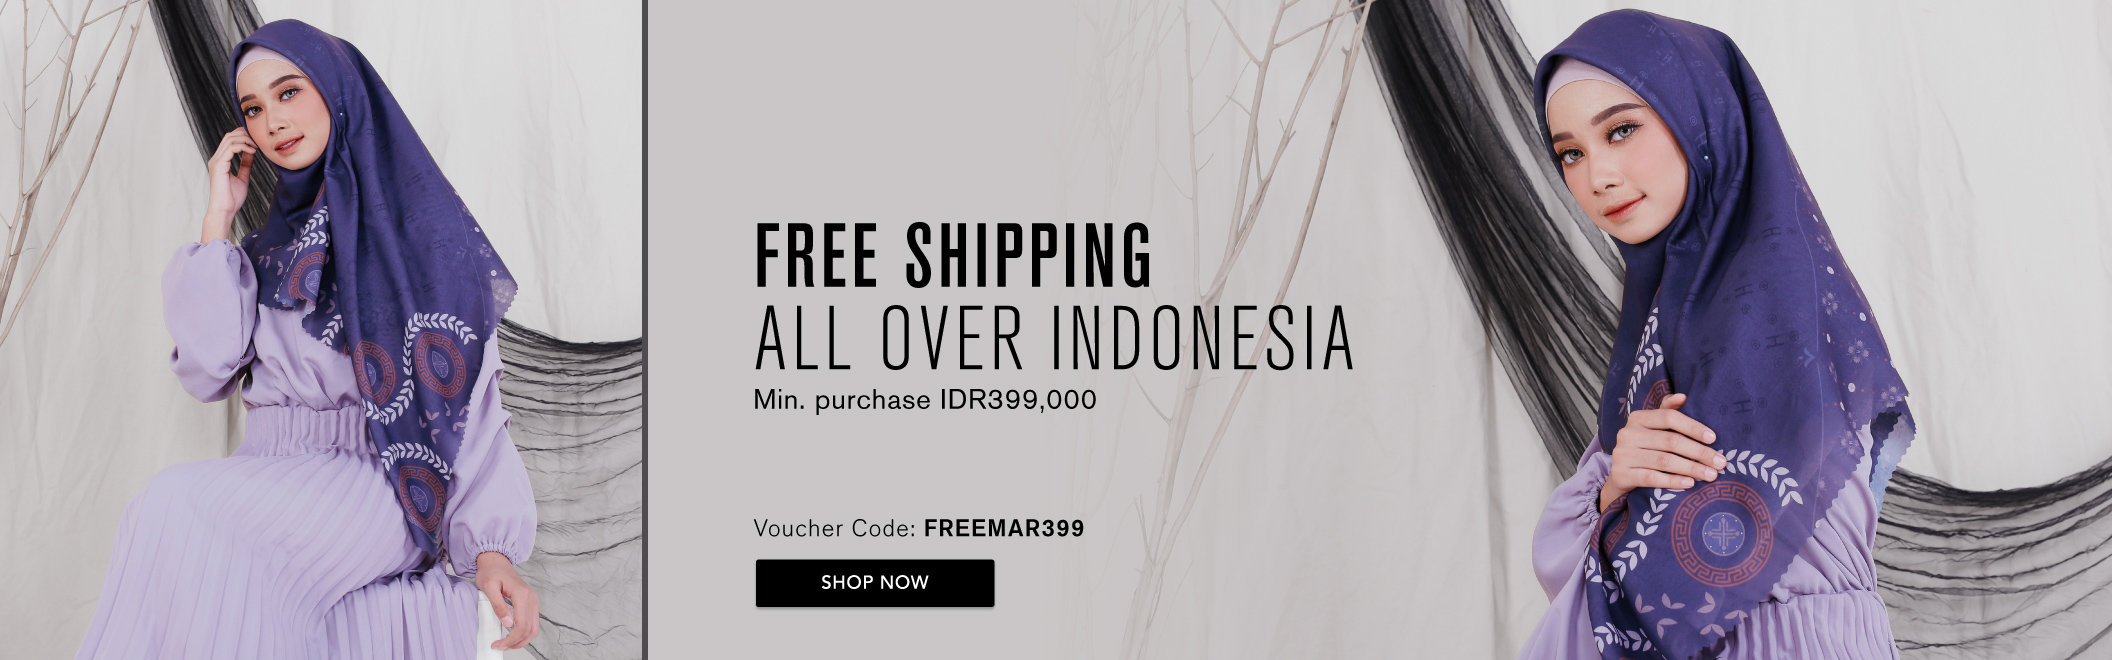 FREE SHIPPING
ALL OVER INDONESIA
Min. purchase IDR399,000
Voucher Code: FREEMAR399
SHOP NOW